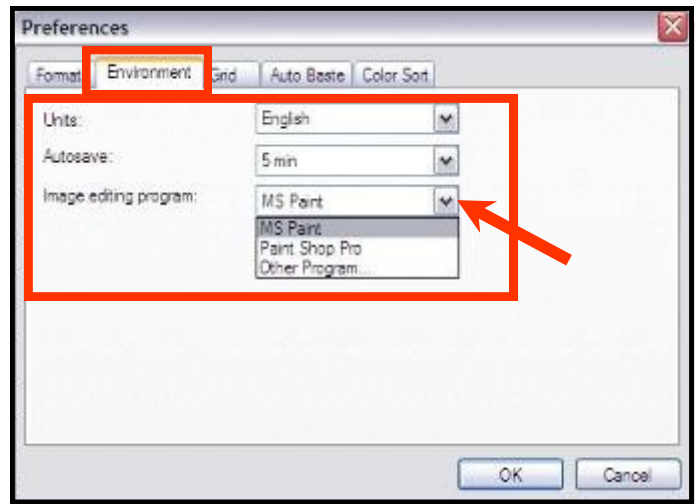 Preferences
Format Environment Grid Auto Baste Color Sort
Units: English
Autosave: 5 min
Image editing program: MS Paint
MS Paint
Paint Shop Pro
Other Program...
OK Cancel